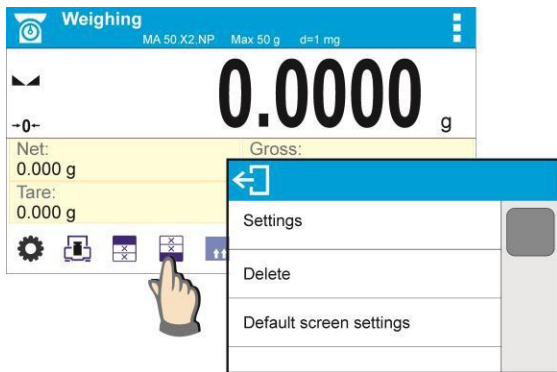 Weighing
MA 50.X2.NP Max 50 g d=1 mg
→0←
0.0000 g
Net:
0.000 g
Gross:
Tare:
0.000 g
Settings
Delete
Default screen settings